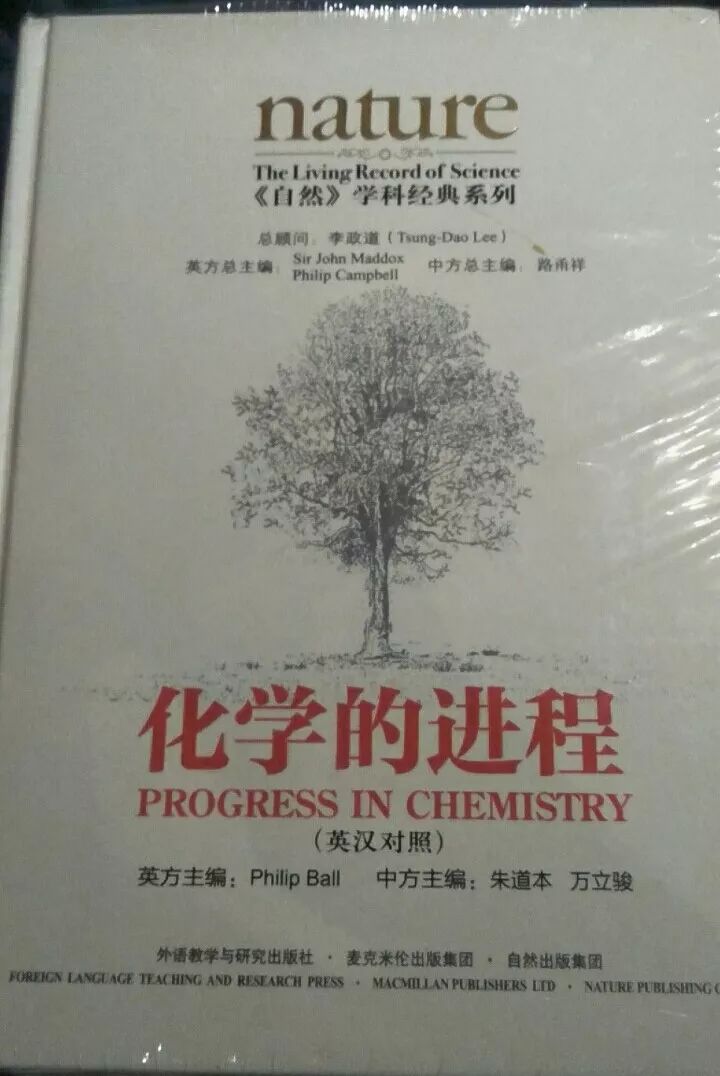 nature
The Living Record of Science
《自然》学科经典系列
总顾问：李政道（Tsung-Dao Lee）
英方总主编：Sir John Maddox Philip Campbell 中方总主编：路甬祥
化学的进程
PROGRESS IN CHEMISTRY
（英汉对照）
英方主编：Philip Ball 中方主编：朱道本 万立骏
外语教学与研究出版社 · 麦克米伦出版集团 · 自然出版集团
FOREIGN LANGUAGE TEACHING AND RESEARCH PRESS · MACMILLAN PUBLISHERS LTD · NATURE PUBLISHING